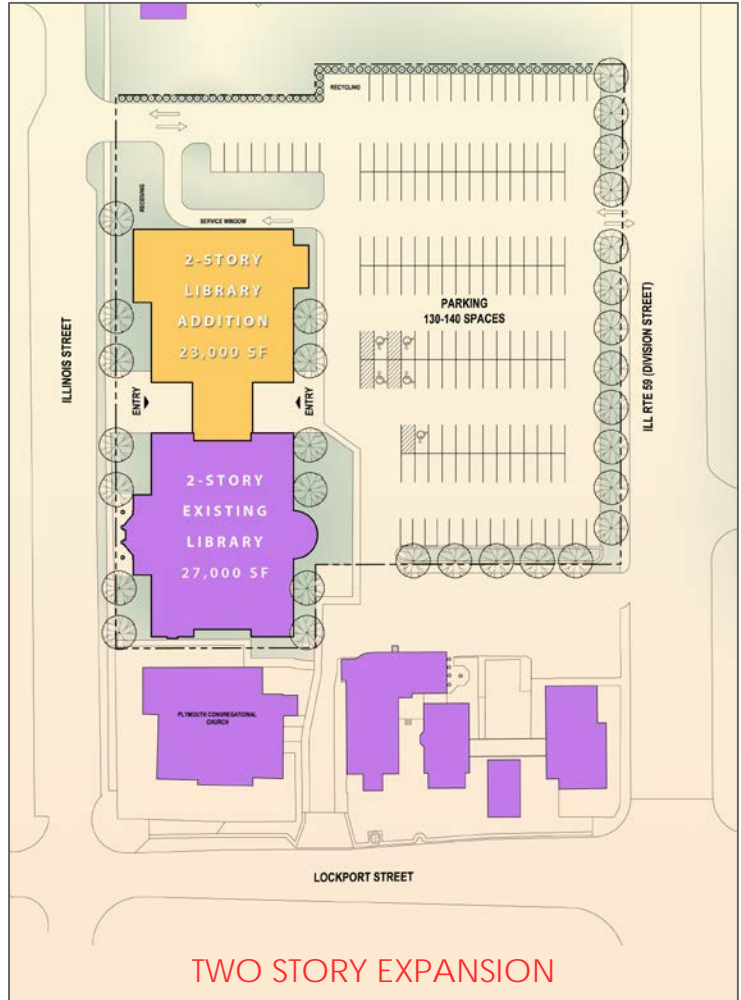 RECYCLING
RECEIVING
SERVICE WINDOW
2-STORY
LIBRARY
ADDITION
23,000 SF
PARKING
130-140 SPACES
ILLINOIS STREET
ILL RTE 59 (DIVISION STREET)
ENTRY
ENTRY
2-STORY
EXISTING
LIBRARY
27,000 SF
PLYMOUTH CONGREGATIONAL
CHURCH
LOCKPORT STREET
TWO STORY EXPANSION